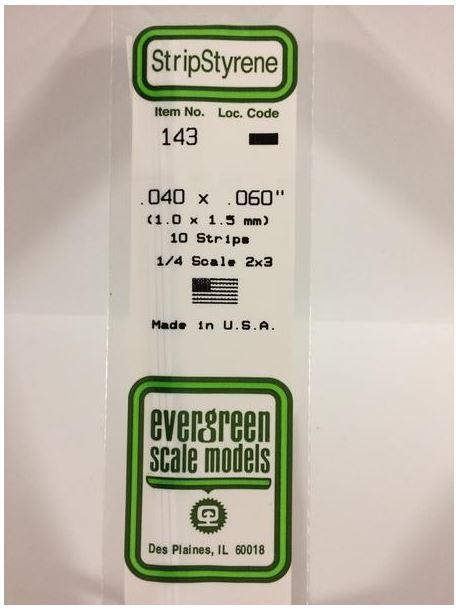 StripStyrene
Item No. Loc. Code
143
.040 x .060"
(1.0 x 1.5 mm)
10 Strips
1/4 Scale 2x3
Made in U.S.A.
evergreen
scale models
Des Plaines, IL 60018